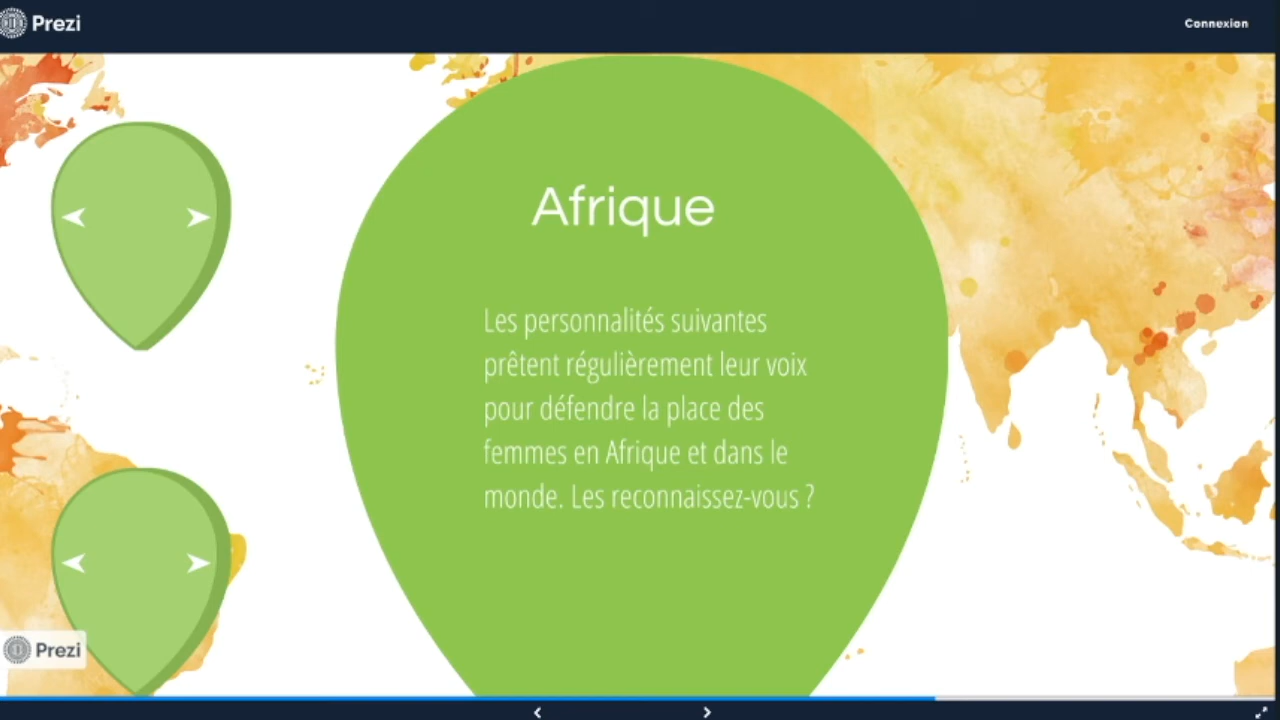 Prezi
Connexion
Afrique
Les personnalités suivantes
prêtent régulièrement leur voix
pour défendre la place des
femmes en Afrique et dans le
monde. Les reconnaissez-vous ?
Prezi